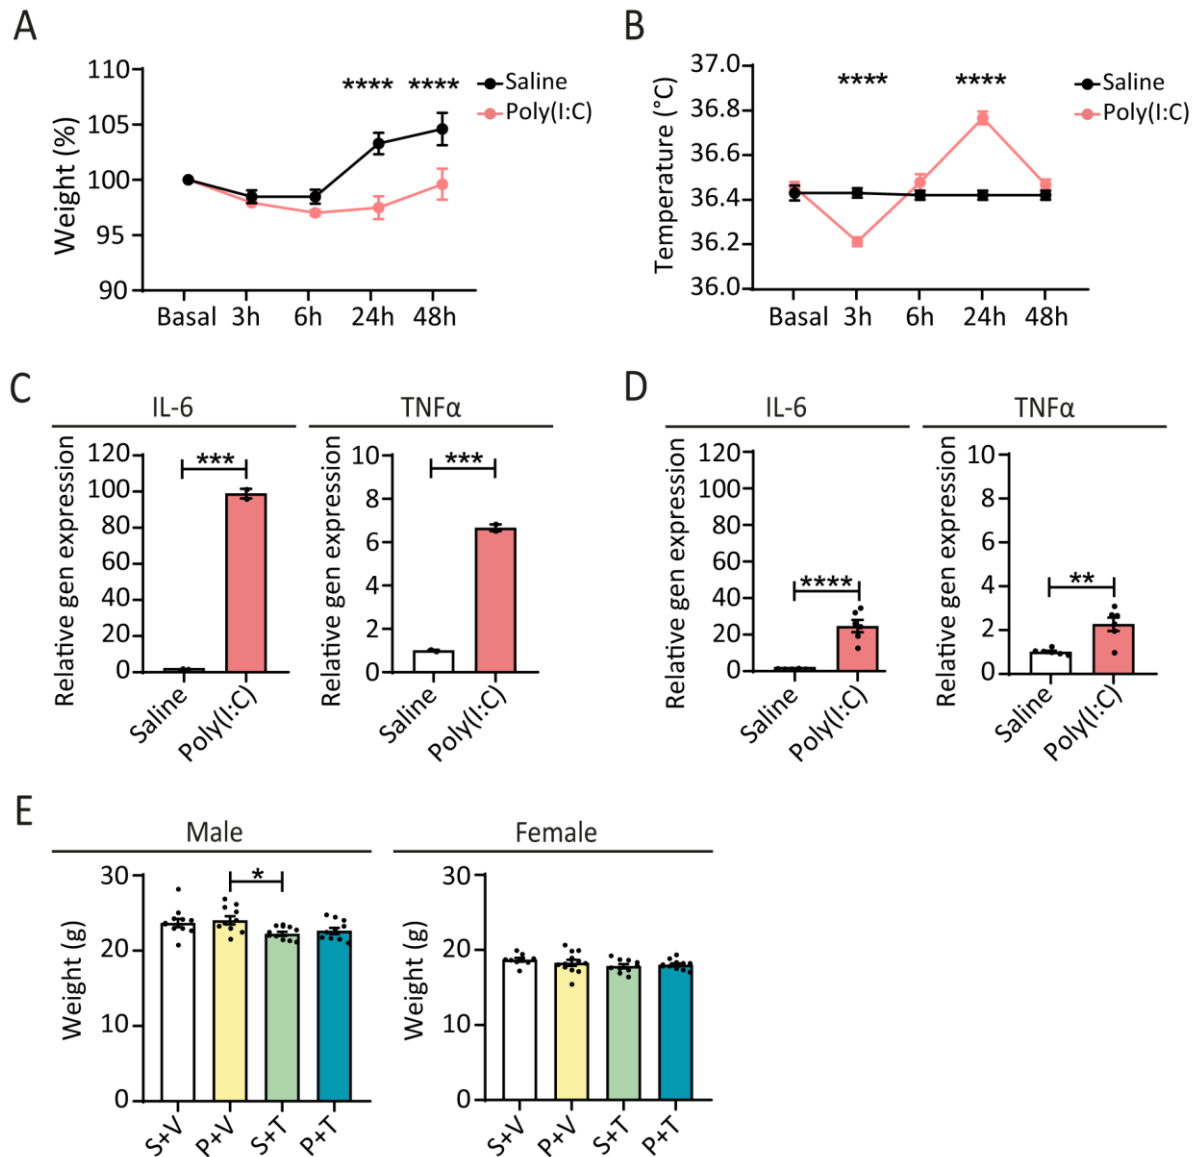 A
Weight (%)
110
105
100
95
90
**** ****
Saline
Poly(I:C)
Basal 3h 6h 24h 48h
B
Temperature (°C)
37.0
36.8
36.6
36.4
36.2
36.0
**** ****
Saline
Poly(I:C)
Basal 3h 6h 24h 48h
C
IL-6
Relative gen expression
120
100
80
60
40
20
0
***
Saline
Poly(I:C)
TNFα
Relative gen expression
10
8
6
4
2
0
***
Saline
Poly(I:C)
D
IL-6
Relative gen expression
120
100
80
60
40
20
0
****
Saline
Poly(I:C)
TNFα
Relative gen expression
10
8
6
4
2
0
**
Saline
Poly(I:C)
E
Male
Weight (g)
30
20
10
0
*
S+V
P+V
S+T
P+T
Female
Weight (g)
30
20
10
0
S+V
P+V
S+T
P+T